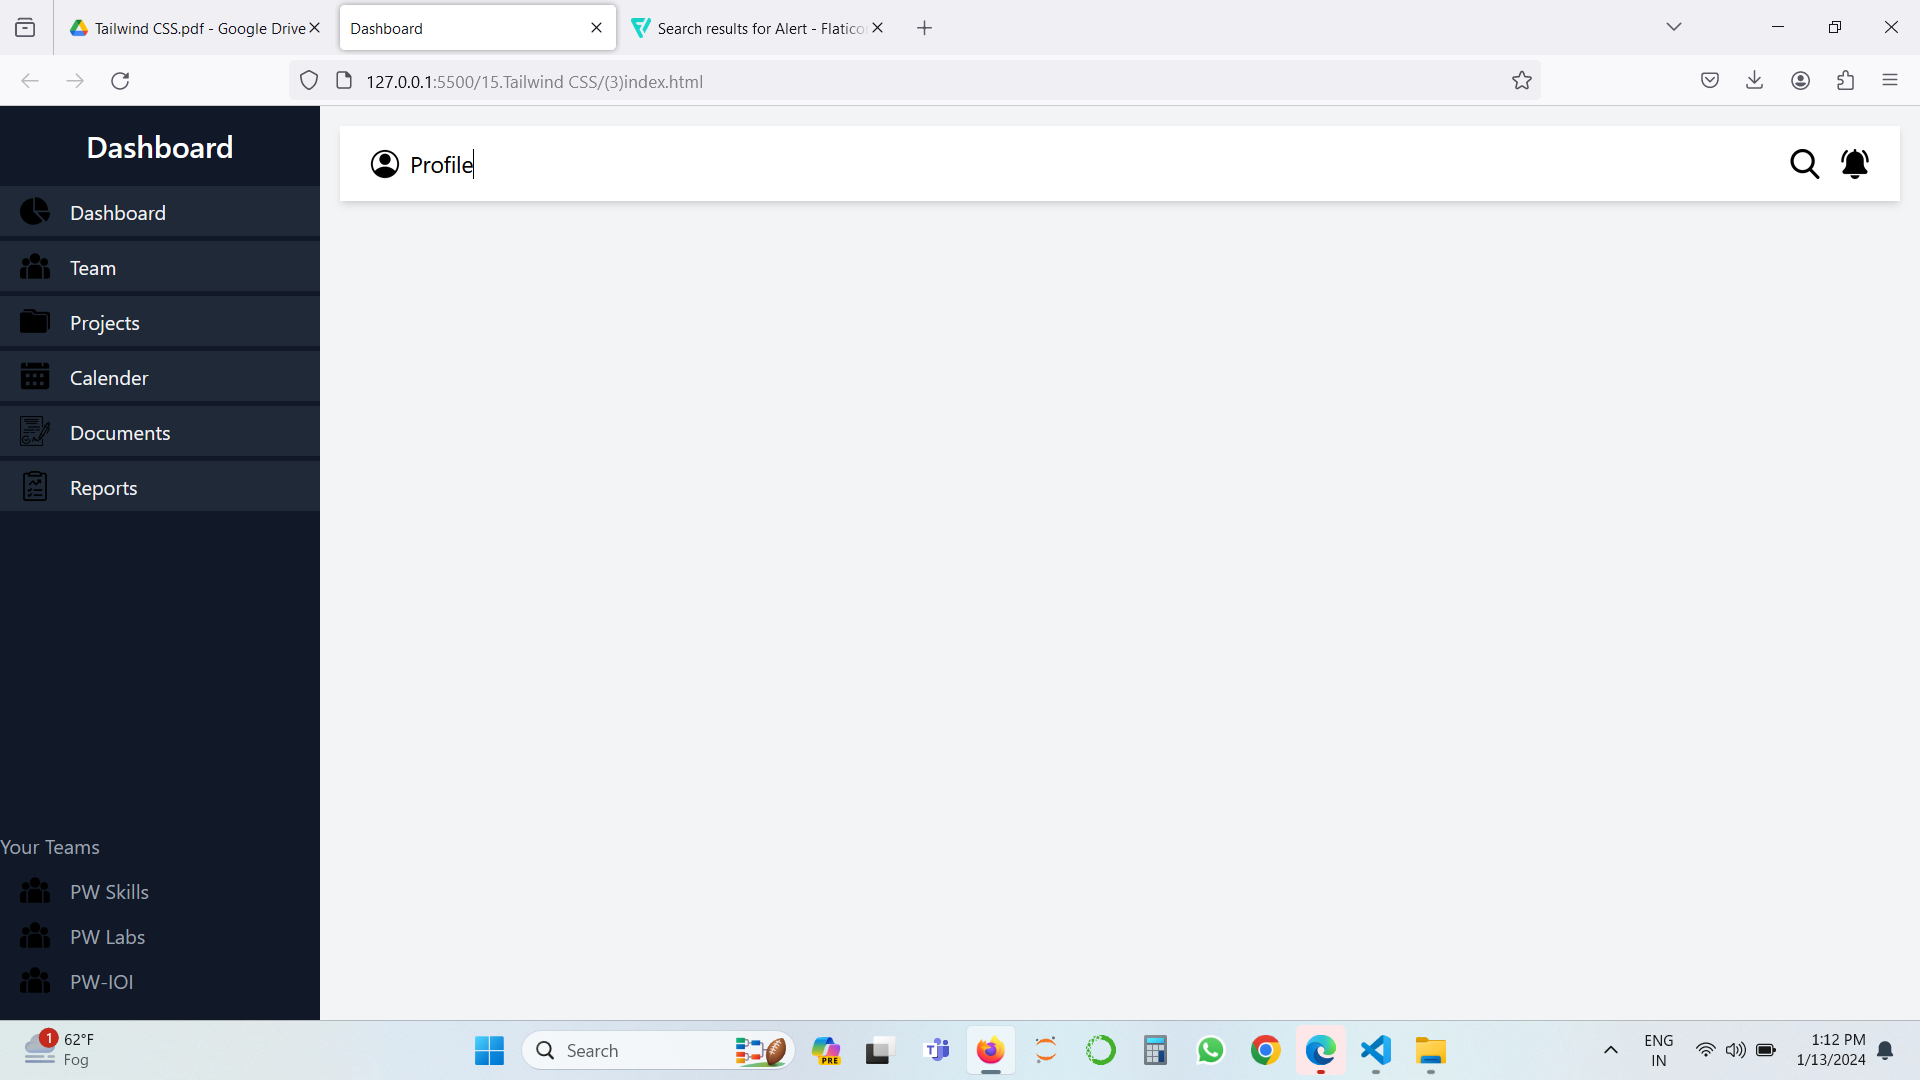 Tailwind CSS.pdf - Google Drive
Dashboard
Search results for Alert - Flatico
127.0.0.1:5500/15.Tailwind CSS/(3)index.html
Dashboard
Profile
Dashboard
Team
Projects
Calender
Documents
Reports
Your Teams
PW Skills
PW Labs
PW-IOI
1
62°F
Fog
Search
PRE
ENG
IN
1:12 PM
1/13/2024